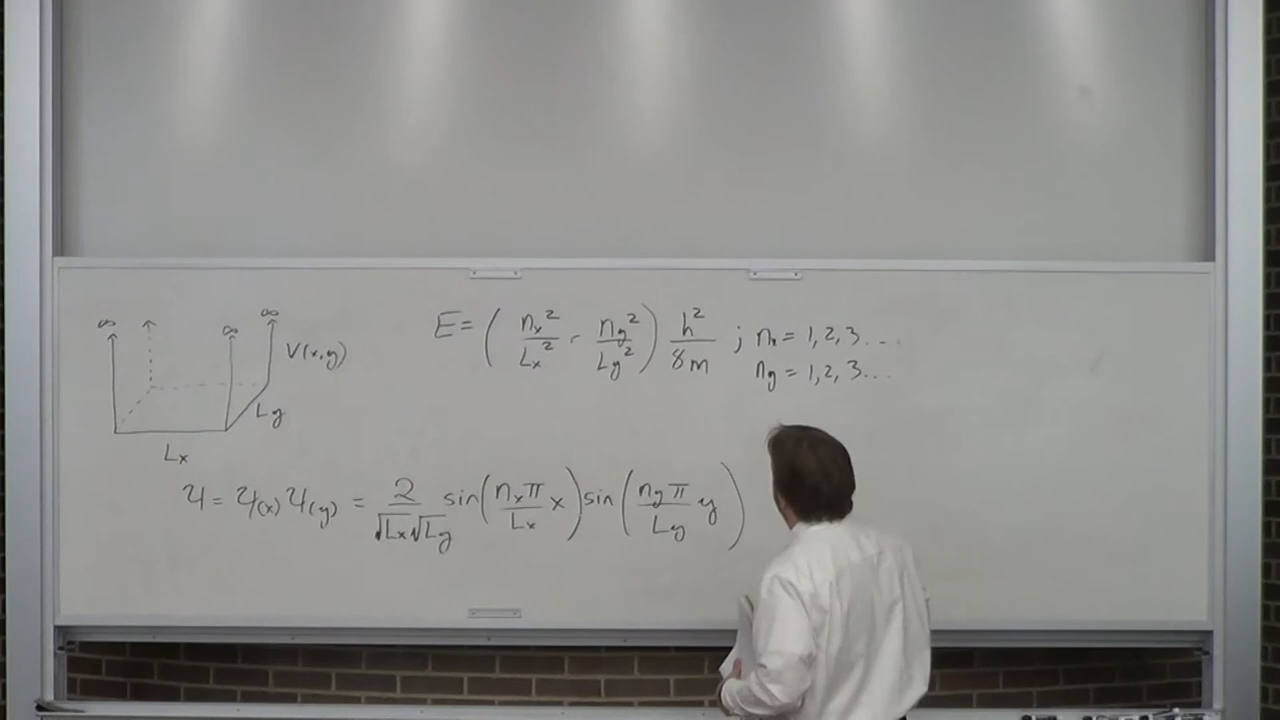 ∞ ∞ ∞
V(x,y)
Ly
Lx
E = ( nx²/Lx² - ny²/Ly² ) h²/8m ; nx = 1, 2, 3 . . .
ny = 1, 2, 3 . . .
Ψ = Ψ(x) Ψ(y) = 2/√Lx√Ly sin( nxπ/Lx x ) sin( nyπ/Ly y )